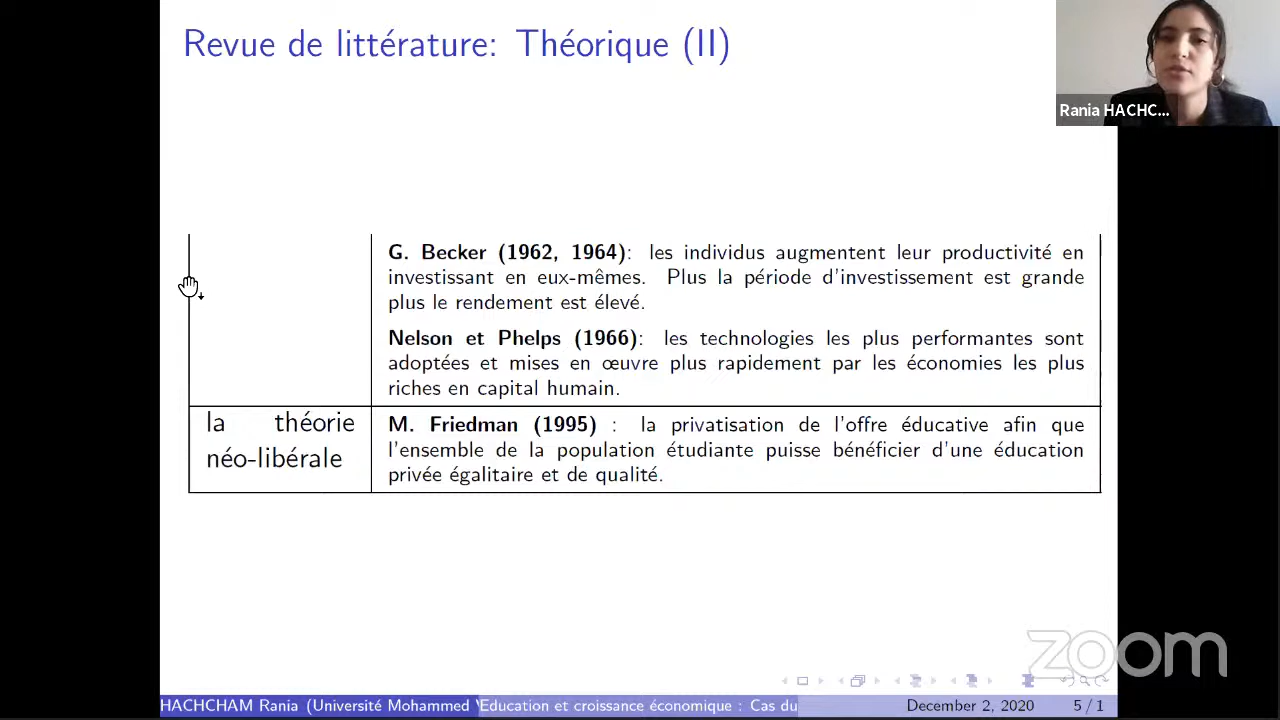 Revue de littérature: Théorique (II)
Rania HACHC...
G. Becker (1962, 1964): les individus augmentent leur productivité en
investissant en eux-mêmes. Plus la période d'investissement est grande
plus le rendement est élevé.
Nelson et Phelps (1966): les technologies les plus performantes sont
adoptées et mises en œuvre plus rapidement par les économies les plus
riches en capital humain.
la théorie
néo-libérale
M. Friedman (1995) : la privatisation de l'offre éducative afin que
l'ensemble de la population étudiante puisse bénéficier d'une éducation
privée égalitaire et de qualité.
zoom
HACHCHAM Rania (Université Mohammed Education et croissance économique : Cas du December 2, 2020 5 / 1